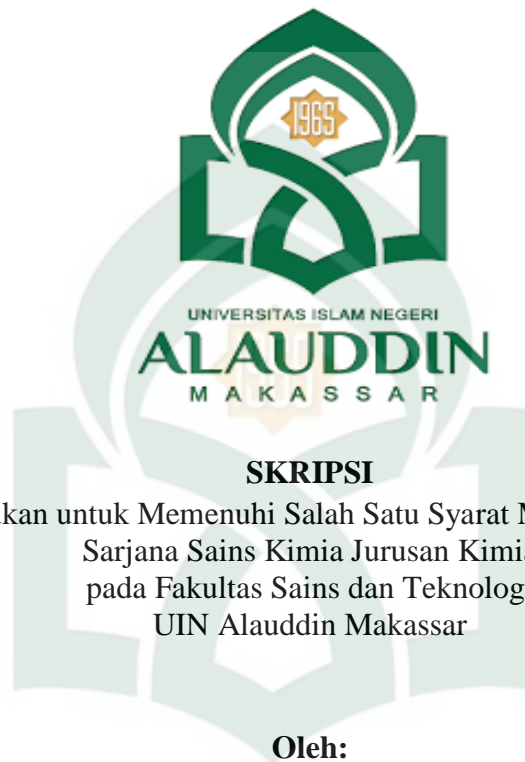 1965
UNIVERSITAS ISLAM NEGERI
ALAUDDIN
MAKASSAR
SKRIPSI
untuk Memenuhi Salah Satu Syarat
Sarjana Sains Kimia Jurusan
pada Fakultas Sains dan
UIN Alauddin Makassar
Oleh: